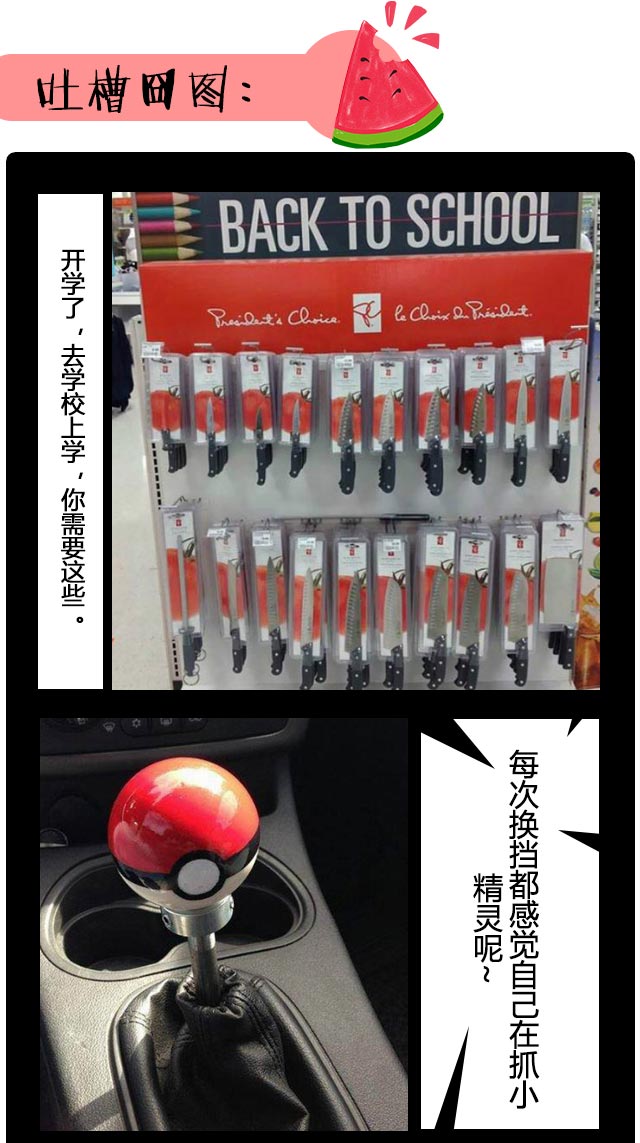 吐槽囧图：
开学了，去学校上学，你需要这些。
BACK TO SCHOOL
President's Choice le Choix du Président
每次换挡都感觉自己在抓小
精灵呢~